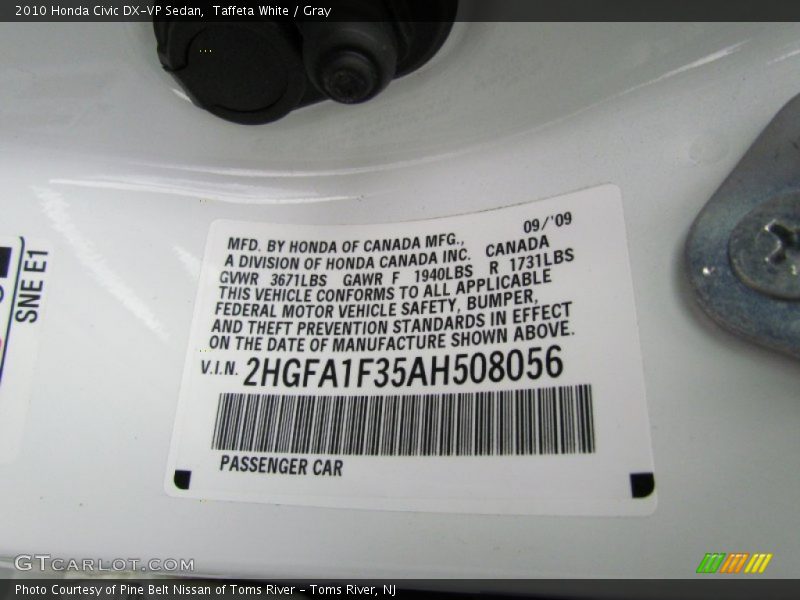 2010 Honda Civic DX-VP Sedan, Taffeta White / Gray
09/'09
MFD. BY HONDA OF CANADA MFG.,
A DIVISION OF HONDA CANADA INC. CANADA
GVWR 3671LBS GAWR F 1940LBS R 1731LBS
THIS VEHICLE CONFORMS TO ALL APPLICABLE
FEDERAL MOTOR VEHICLE SAFETY, BUMPER,
AND THEFT PREVENTION STANDARDS IN EFFECT
ON THE DATE OF MANUFACTURE SHOWN ABOVE.
V.I.N. 2HGFA1F35AH508056
PASSENGER CAR
SNE E1
GTCARLOT.COM
Photo Courtesy of Pine Belt Nissan of Toms River - Toms River, NJ